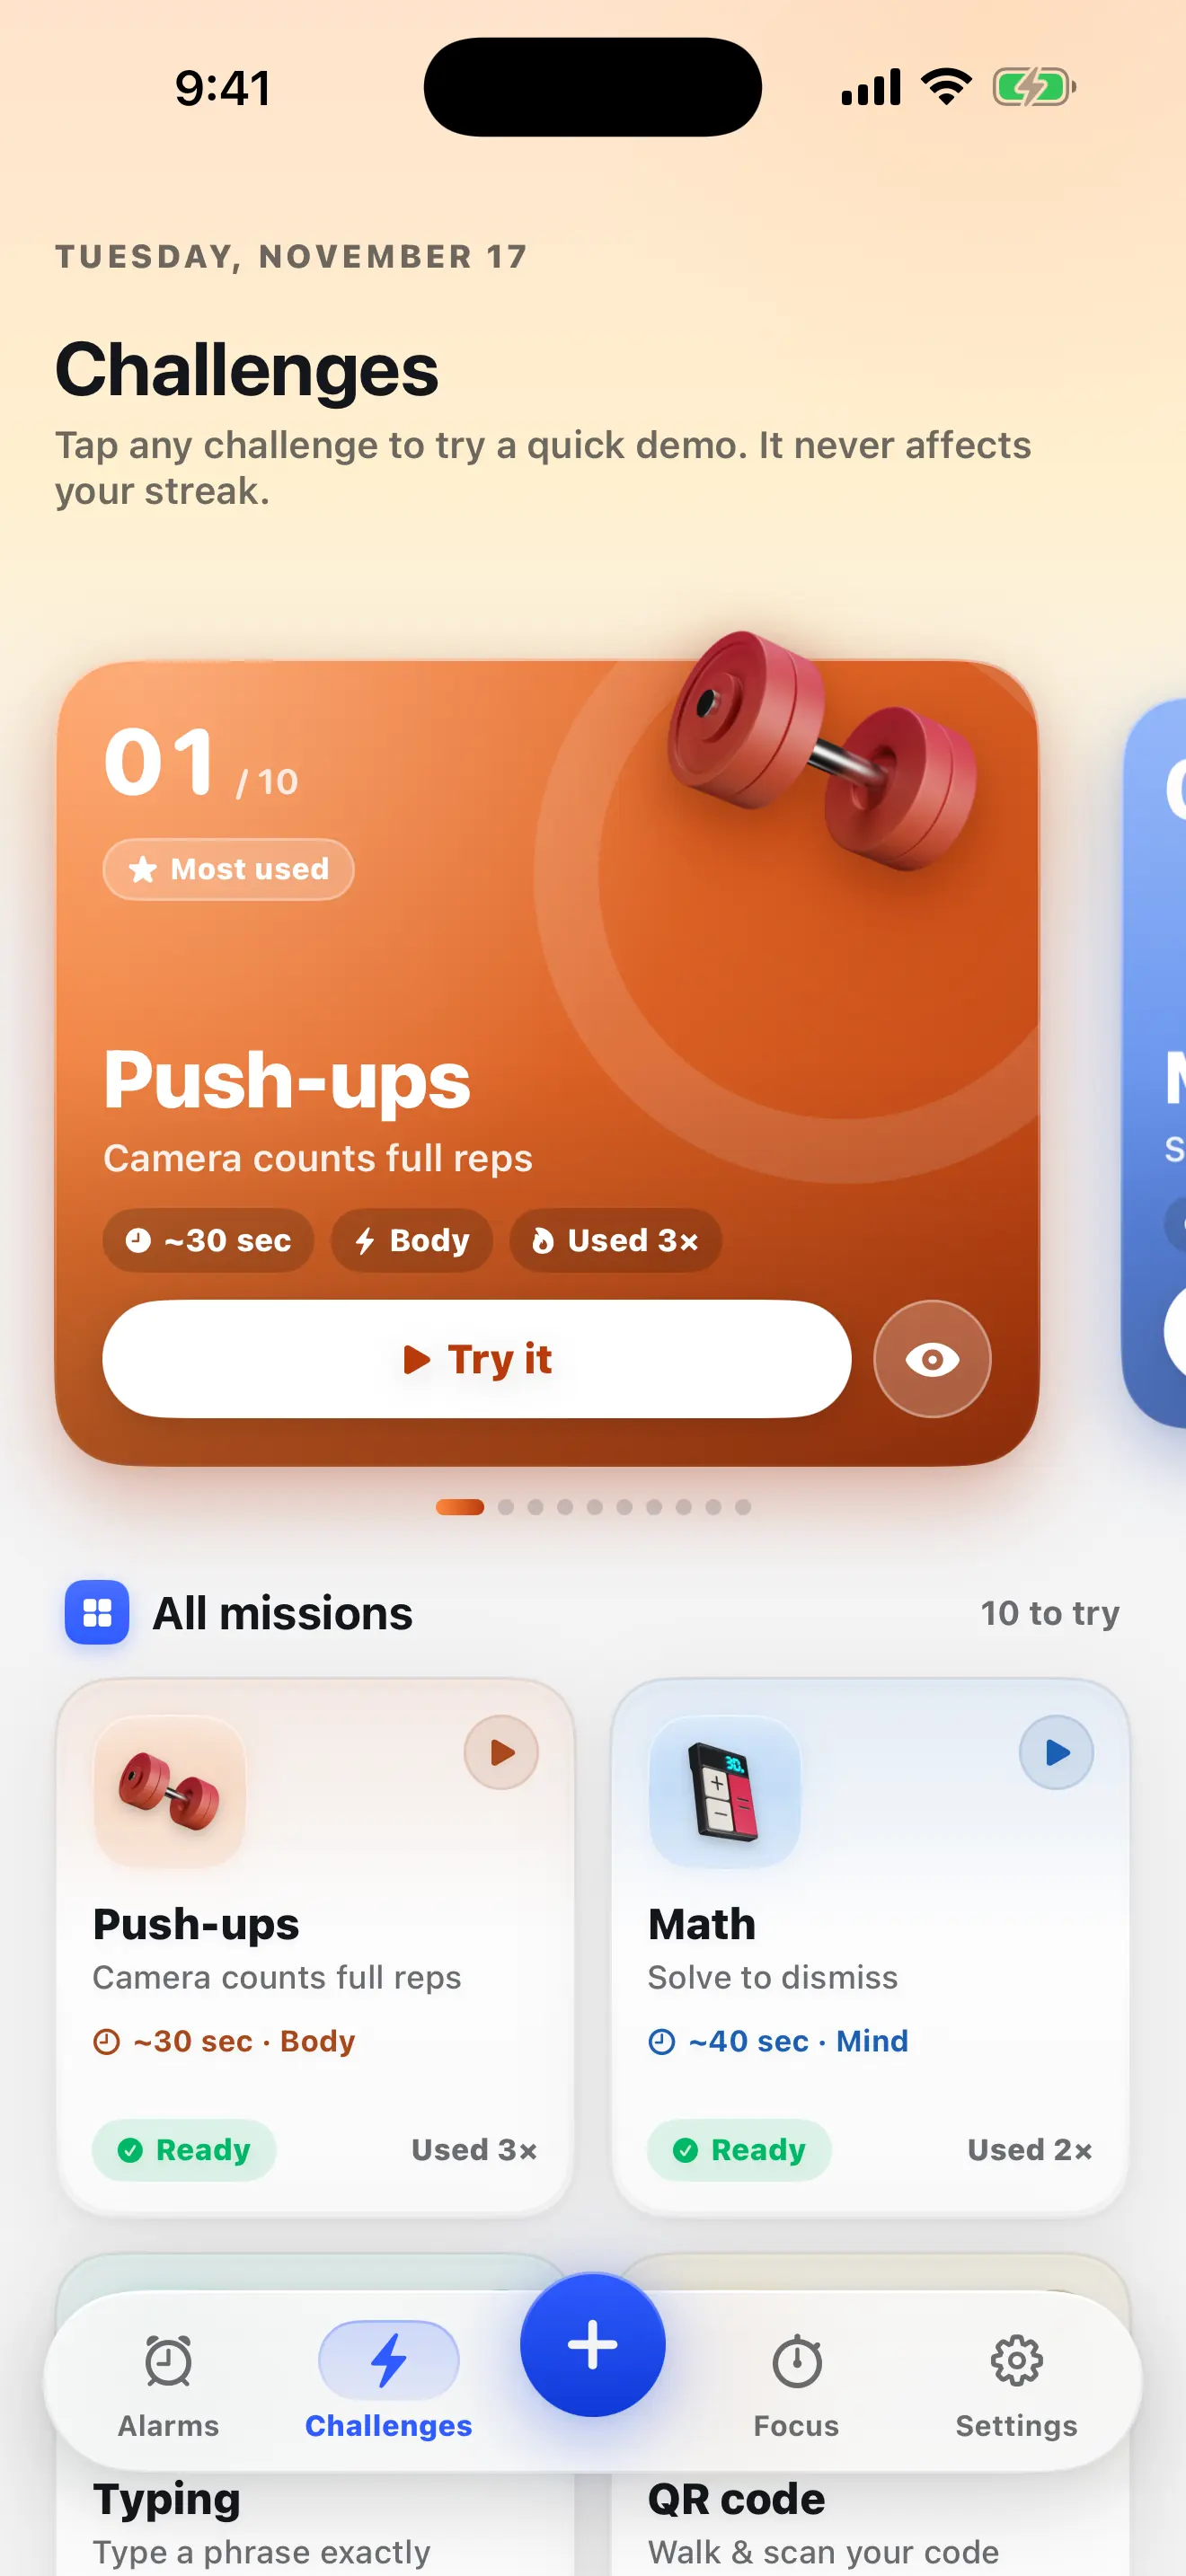 9:41
TUESDAY, NOVEMBER 17
Challenges
Tap any challenge to try a quick demo. It never affects
your streak.
01 / 10
Most used
Push-ups
Camera counts full reps
~30 sec
Body
Used 3×
Try it
All missions
10 to try
Push-ups
Camera counts full reps
~30 sec · Body
Ready
Used 3×
30.
Math
Solve to dismiss
~40 sec · Mind
Ready
Used 2×
Alarms
Challenges
Focus
Settings
Typing
Type a phrase exactly
QR code
Walk & scan your code